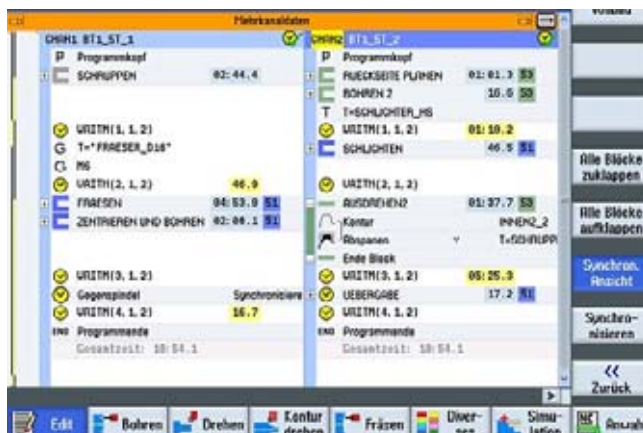 Mehrkanaldaten
CHAN1 BT1_ST_1
P Programmkopf
SCHRUPPEN 02:44.4
WAITM(1,1,2)
G T="FRAESER_D16"
G M6
WAITM(2,1,2) 46.9
FRAESEN 04:53.9 S1
ZENTRIEREN UND BOHREN 02:06.1 S1
WAITM(3,1,2)
Gegenspindel Synchronisiere
WAITM(4,1,2) 16.7
END Programmende
Gesamtzeit: 10:54.1
CHAN2 BT1_ST_2
P Programmkopf
RUECKSEITE PLANEN 01:01.3 S3
BOHREN 2 16.6 S3
T T=SCHLICHTER_HS
WAITM(1,1,2) 01:10.2
SCHLICHTEN 46.5 S1
WAITM(2,1,2)
AUSDREHEN2 01:37.7 S3
Kontur INNEN2_2
Abspanen T=SCHRUPP
Ende Block
WAITM(3,1,2) 05:25.3
UEBERGABE 17.2 S1
WAITM(4,1,2)
END Programmende
Gesamtzeit: 10:54.1
Alle Blöcke
zuklappen
Alle Blöcke
aufklappen
Synchron.
Ansicht
Synchro-
nisieren
<<
Zurück
Edit
Bohren
Drehen
Kontur
drehen
Fräsen
Diver-
ses
Simu-
lation
NC
Anwahl